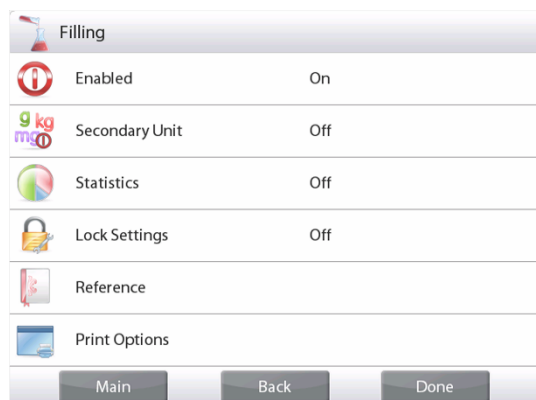 Filling
Enabled On
g kg
mg
Secondary Unit Off
Statistics Off
Lock Settings Off
Reference
Print Options
Main Back Done